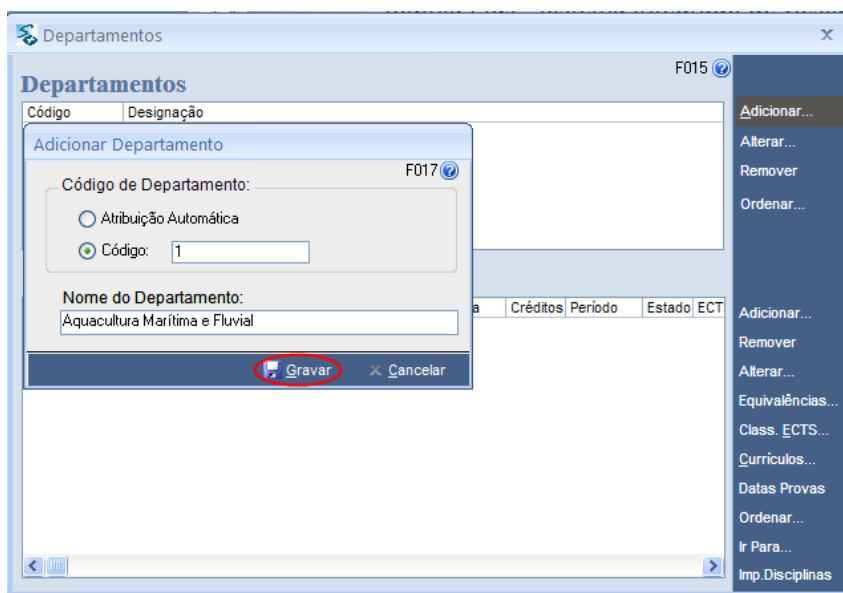 Departamentos
F015
Departamentos
Código Designação
Adicionar...
Alterar...
Remover
Ordenar...
Adicionar Departamento
F017
Código de Departamento:
Atribuição Automática
Código: 1
Nome do Departamento:
Aquacultura Marítima e Fluvial
Gravar Cancelar
a Créditos Período Estado ECT
Adicionar...
Remover
Alterar...
Equivalências...
Class. ECTS...
Currículos...
Datas Provas
Ordenar...
Ir Para...
Imp.Disciplinas